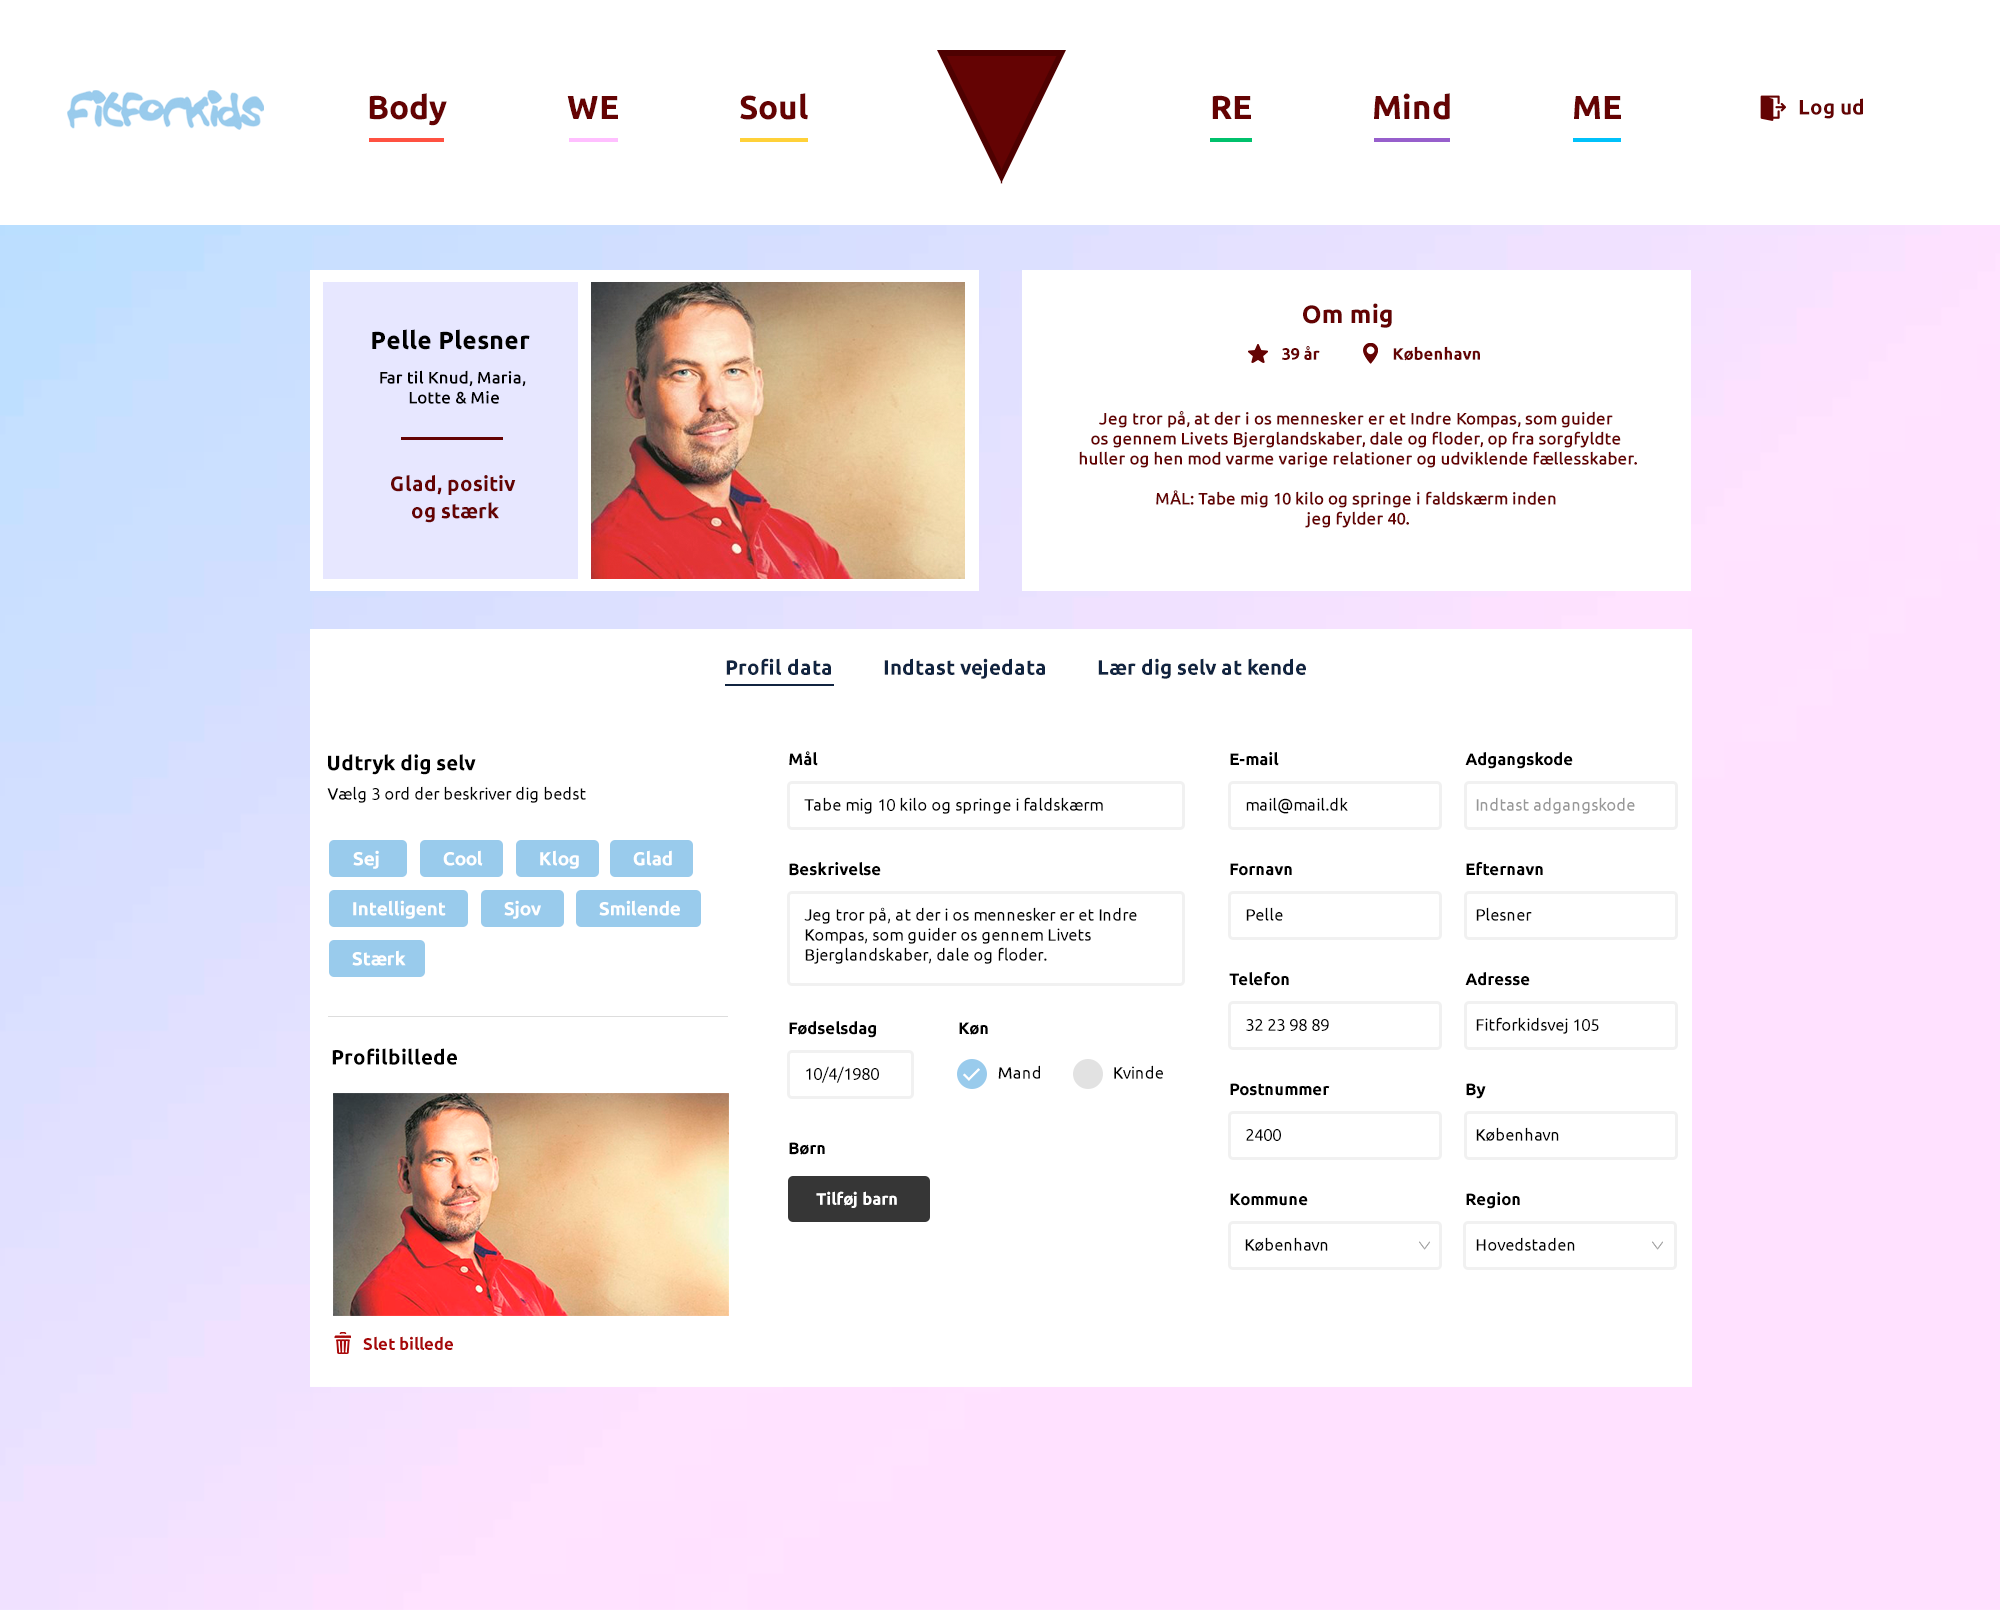 Fitforkids
Body
WE
Soul
RE
Mind
ME
Log ud
Pelle Plesner
Far til Knud, Maria,
Lotte & Mie
Glad, positiv
og stærk
Om mig
39 år
København
Jeg tror på, at der i os mennesker er et Indre Kompas, som guider
os gennem Livets Bjerglandskaber, dale og floder, op fra sorgfyldte
huller og hen mod varme varige relationer og udviklende fællesskaber.
MÅL: Tabe mig 10 kilo og springe i faldskærm inden
jeg fylder 40.
Profil data
Indtast vejedata
Lær dig selv at kende
Udtryk dig selv
Vælg 3 ord der beskriver dig bedst
Sej
Cool
Klog
Glad
Intelligent
Sjov
Smilende
Stærk
Profilbillede
Slet billede
Mål
Tabe mig 10 kilo og springe i faldskærm
Beskrivelse
Jeg tror på, at der i os mennesker er et Indre
Kompas, som guider os gennem Livets
Bjerglandskaber, dale og floder.
Fødselsdag
10/4/1980
Køn
Mand
Kvinde
Børn
Tilføj barn
E-mail
mail@mail.dk
Adgangskode
Indtast adgangskode
Fornavn
Pelle
Efternavn
Plesner
Telefon
32 23 98 89
Adresse
Fitforkidsvej 105
Postnummer
2400
By
København
Kommune
København
Region
Hovedstaden